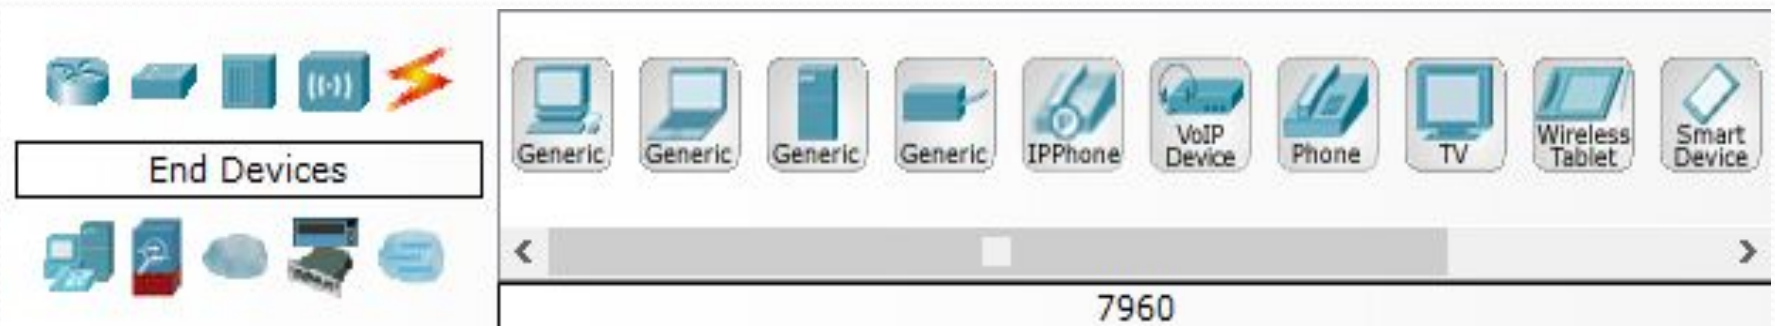 End Devices
Generic
Generic
Generic
Generic
IPPhone
VoIP
Device
Phone
TV
Wireless
Tablet
Smart
Device
7960